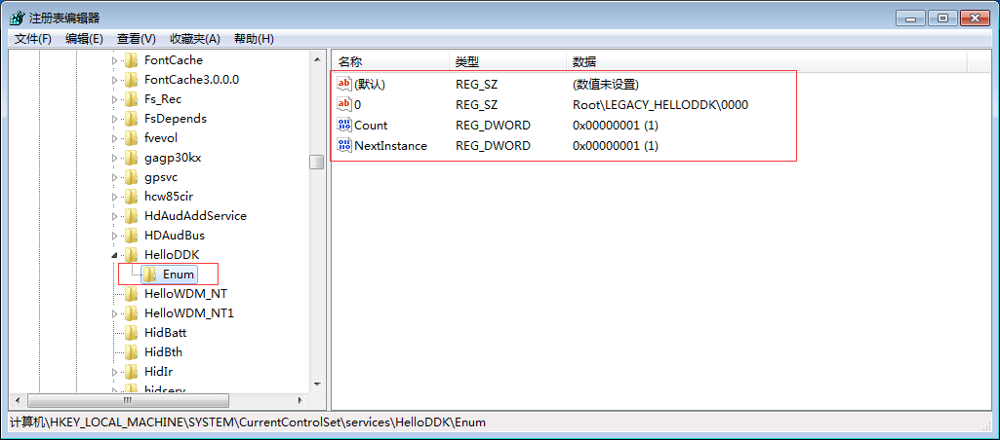 注册表编辑器
文件(F) 编辑(E) 查看(V) 收藏夹(A) 帮助(H)
FontCache
FontCache3.0.0.0
Fs_Rec
FsDepends
fvevol
gagp30kx
gpsvc
hcw85cir
HdAudAddService
HDAudBus
HelloDDK
Enum
HelloWDM_NT
HelloWDM_NT1
HidBatt
HidBth
HidIr
hidserv
名称 类型 数据
(默认) REG_SZ (数值未设置)
0 REG_SZ Root\LEGACY_HELLODDK\0000
Count REG_DWORD 0x00000001 (1)
NextInstance REG_DWORD 0x00000001 (1)
计算机\HKEY_LOCAL_MACHINE\SYSTEM\CurrentControlSet\services\HelloDDK\Enum